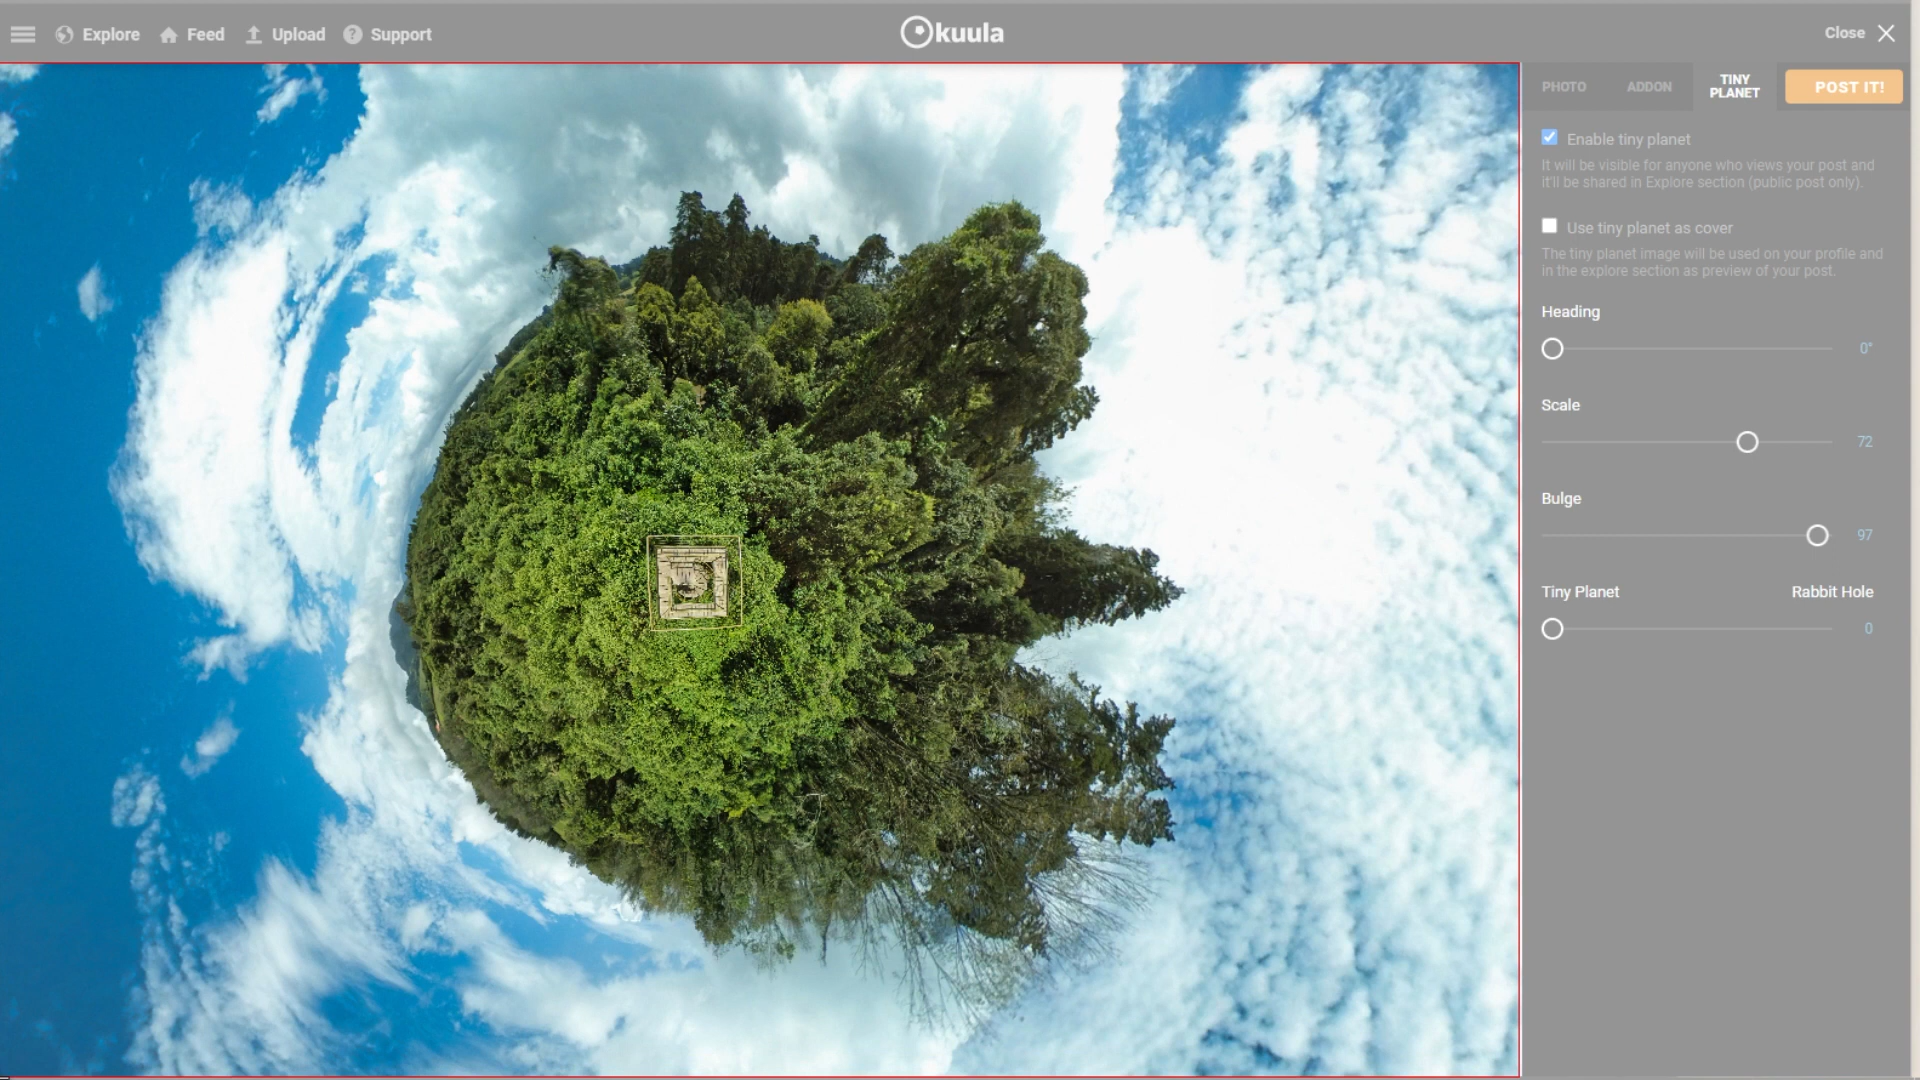 Explore Feed Upload Support
kuula
Close
PHOTO ADDON TINY PLANET POST IT!
Enable tiny planet
It will be visible for anyone who views your post and
it'll be shared in Explore section (public post only).
Use tiny planet as cover
The tiny planet image will be used on your profile and
in the explore section as preview of your post.
Heading
0°
Scale
72
Bulge
97
Tiny Planet Rabbit Hole
0